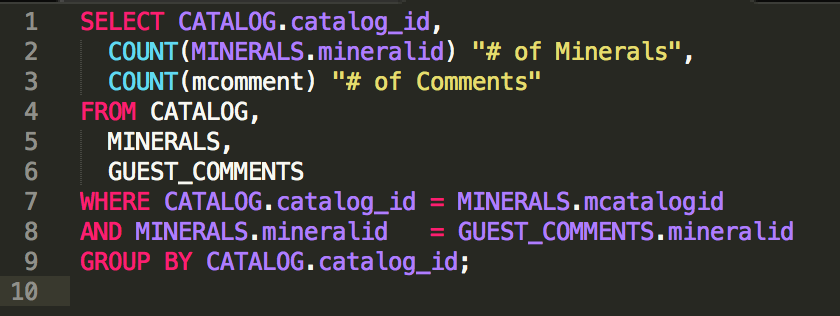 1 SELECT CATALOG.catalog_id,
2 COUNT(MINERALS.mineralid) "# of Minerals",
3 COUNT(mcomment) "# of Comments"
4 FROM CATALOG,
5 MINERALS,
6 GUEST_COMMENTS
7 WHERE CATALOG.catalog_id = MINERALS.mcatalogid
8 AND MINERALS.mineralid = GUEST_COMMENTS.mineralid
9 GROUP BY CATALOG.catalog_id;
10